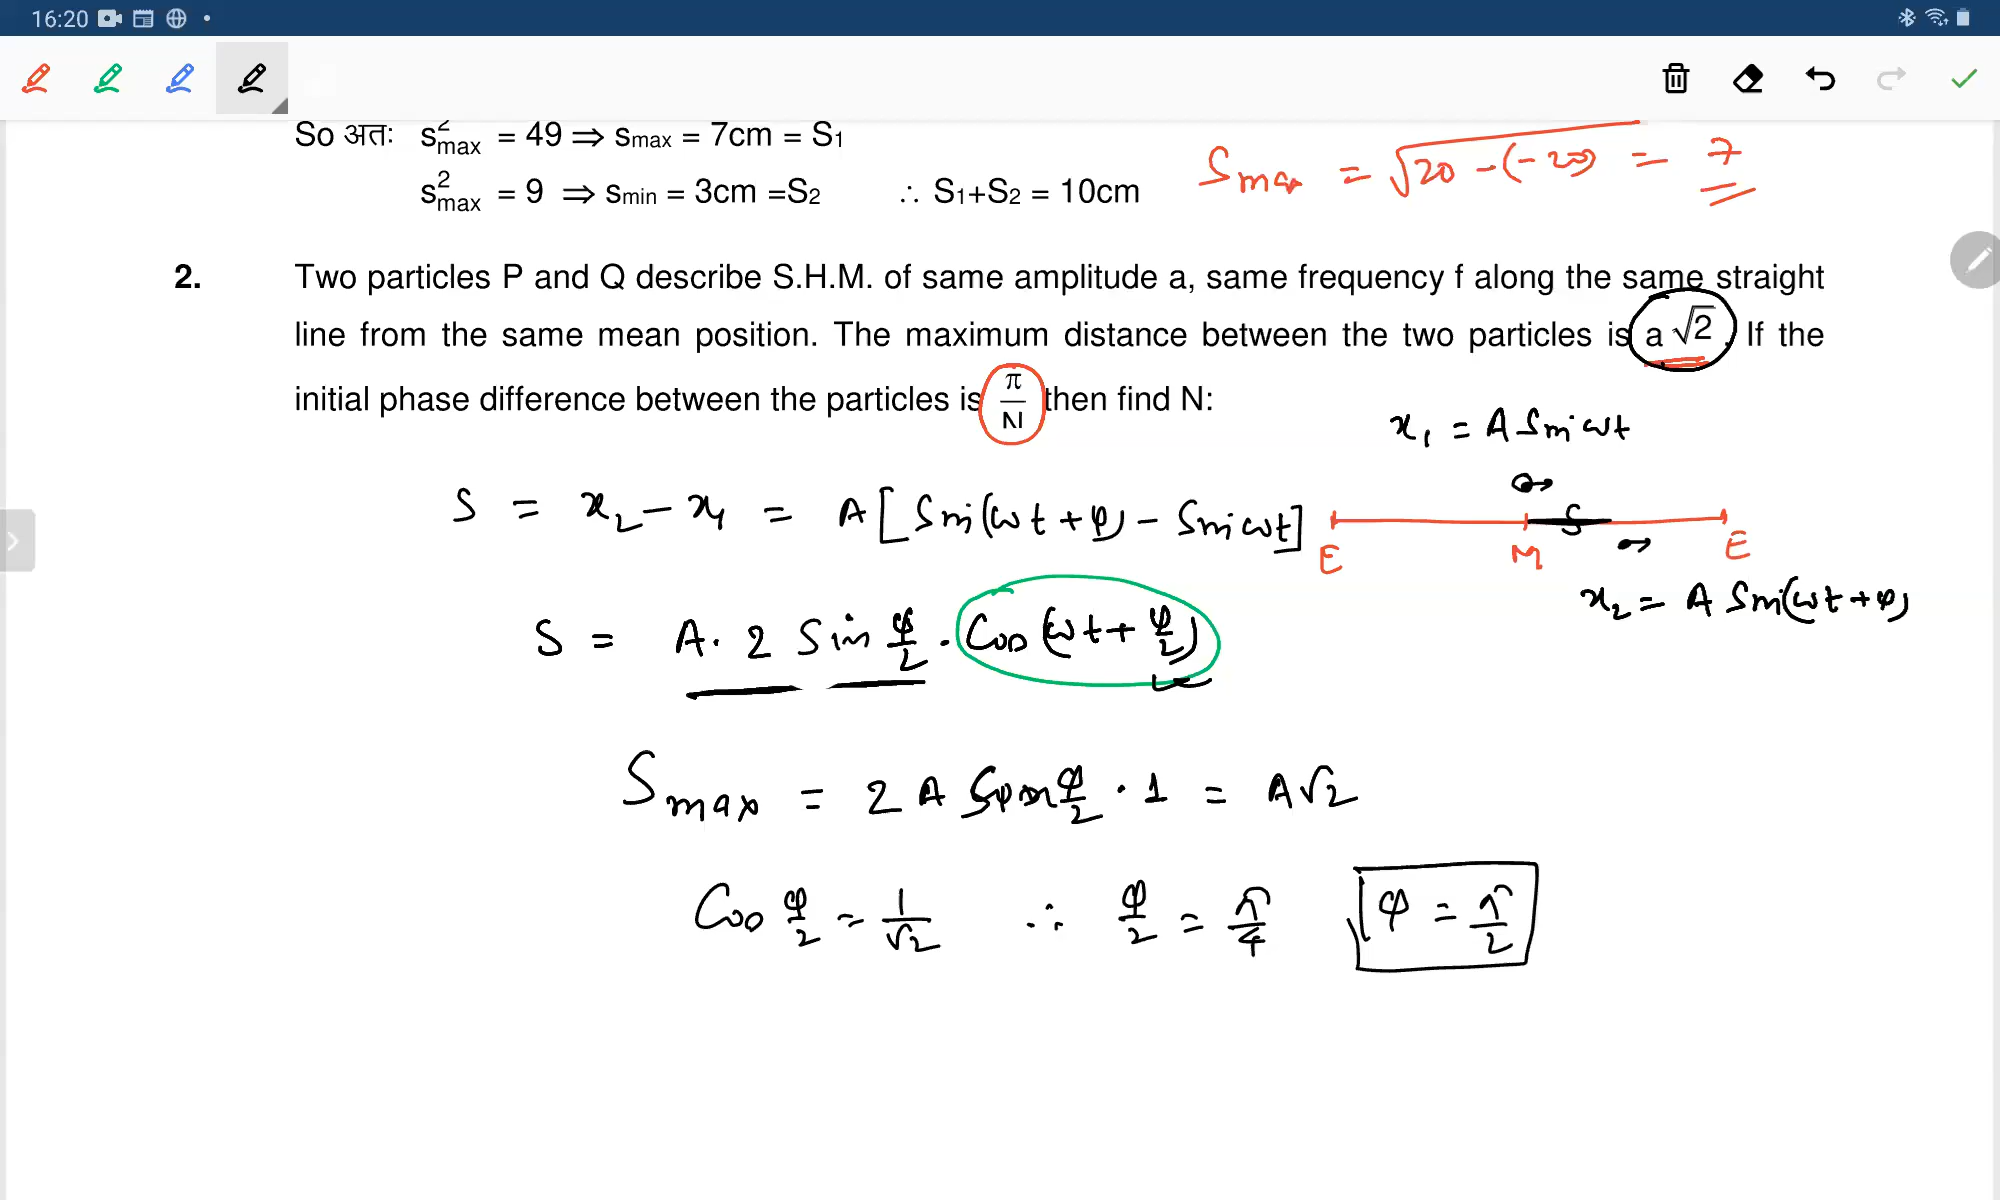 16:20
So अतः s²max = 49 ⇒ smax = 7cm = S1
Smax = √20 - (-20) = 7
s²max = 9 ⇒ smin = 3cm =S2 ∴ S1+S2 = 10cm
2. Two particles P and Q describe S.H.M. of same amplitude a, same frequency f along the same straight
line from the same mean position. The maximum distance between the two particles is a √2 . If the
initial phase difference between the particles is π/N then find N:
x1 = A Sin ωt
S = x2 - x1 = A [Sin(ωt + φ) - Sin ωt]
S
E M E
x2 = A Sin(ωt + φ)
S = A. 2 Sin φ/2 . Cos (ωt + φ/2)
Smax = 2 A Sin φ/2 . 1 = A√2
Cos φ/2 = 1/√2 ∴ φ/2 = π/4 φ = π/2